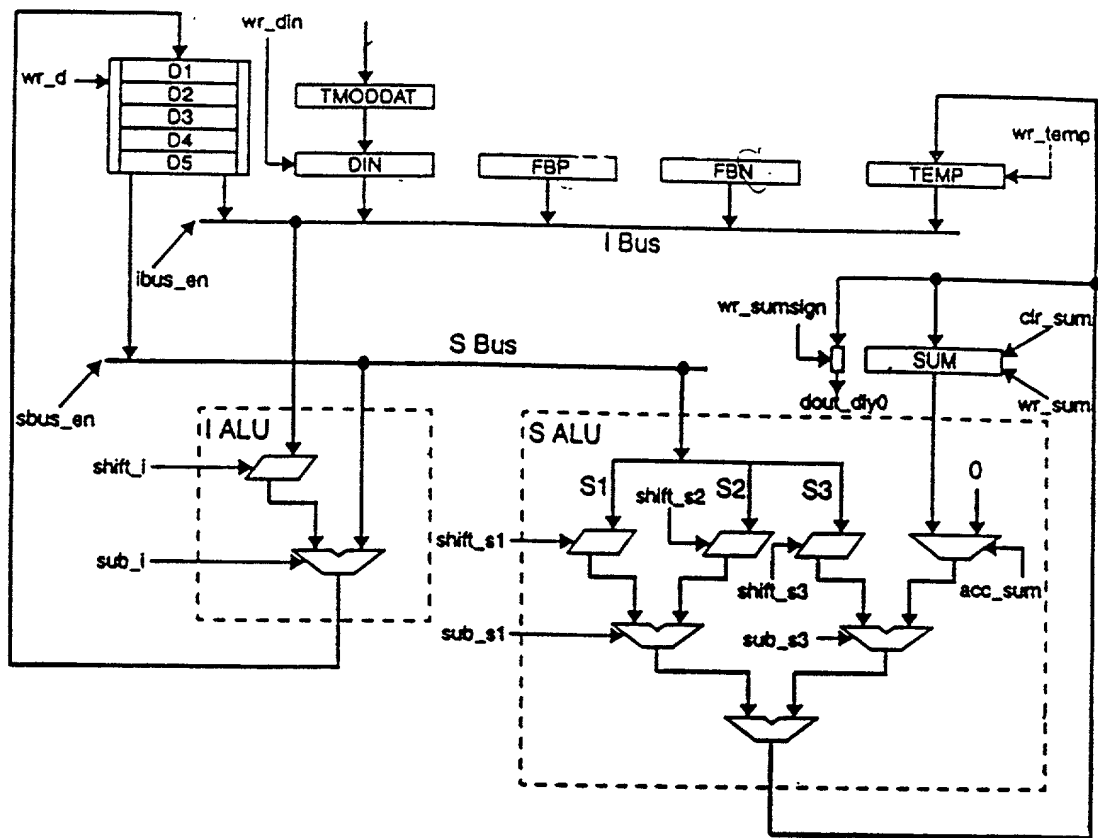 wr_din
wr_d
D1
D2
D3
D4
D5
TMODDAT
DIN
FBP
FBN
TEMP
wr_temp
I Bus
ibus_en
S Bus
sbus_en
wr_sumsign
dout_dly0
SUM
clr_sum
wr_sum
I ALU
shift_i
sub_i
S ALU
S1
shift_s2
S2
S3
0
shift_s1
shift_s3
acc_sum
sub_s1
sub_s3